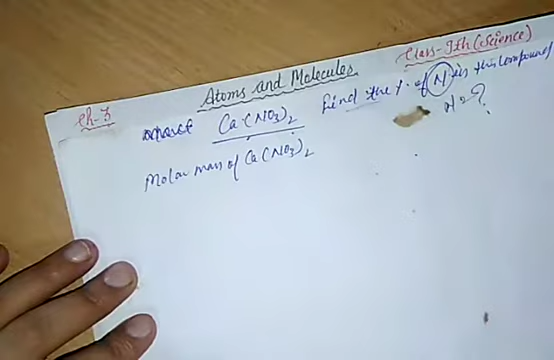 Class-9th (Science)
Ch-3 Atoms and Molecules
Ca(NO3)2 Find the % of N in this compound
N=?
Molar mass of Ca(NO3)2